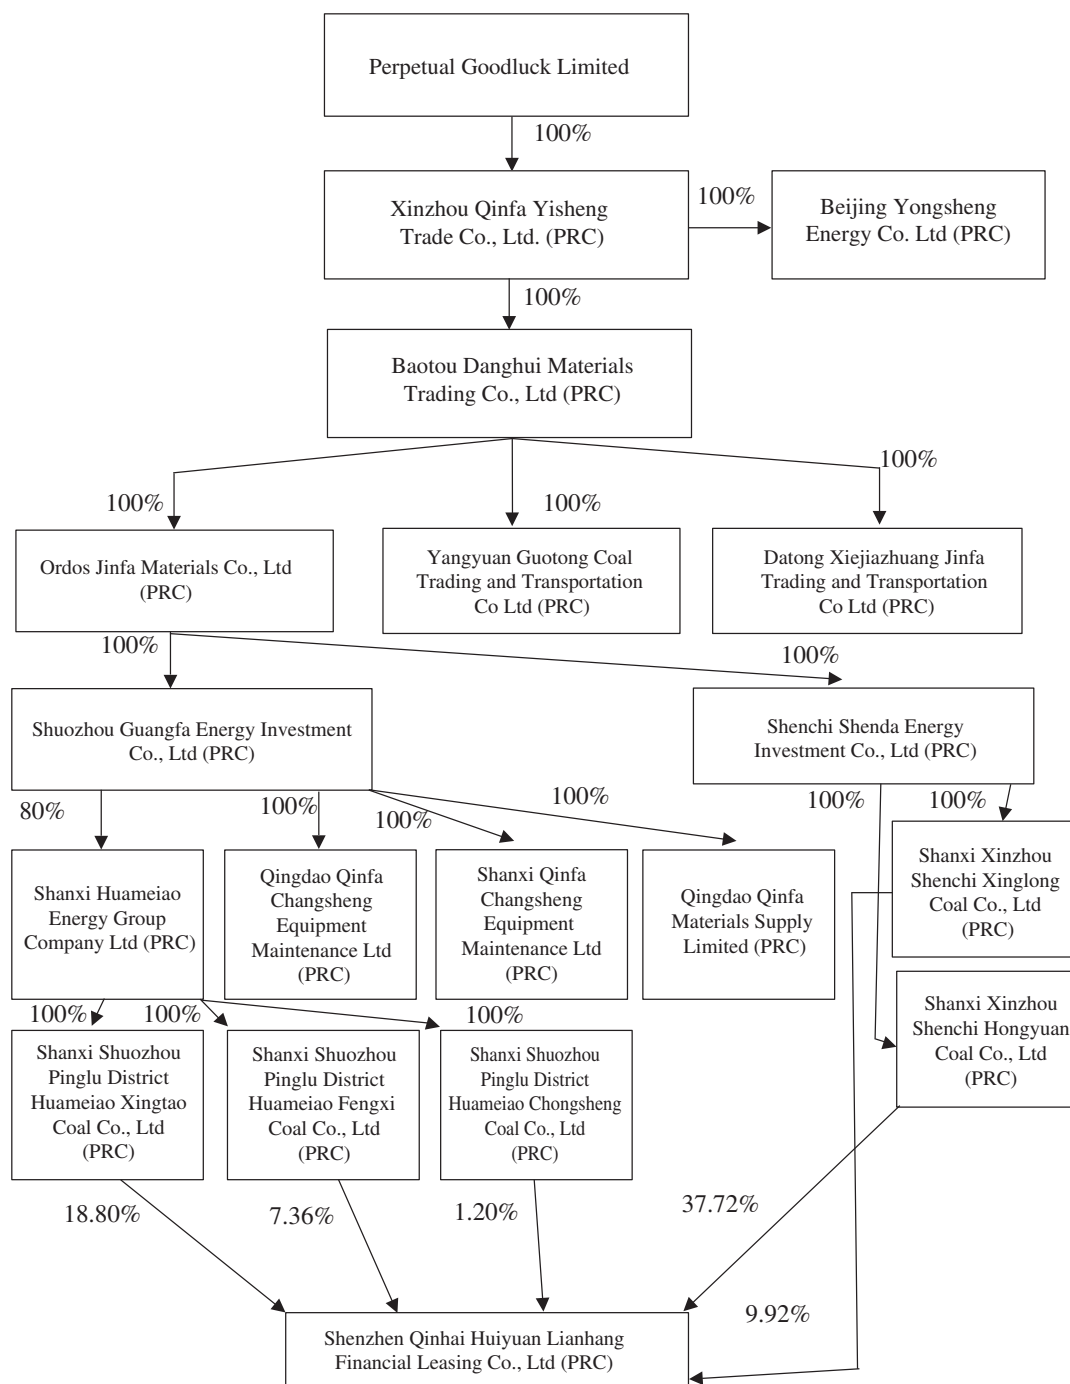 Perpetual Goodluck Limited
100%
Xinzhou Qinfa Yisheng
Trade Co., Ltd. (PRC)
100%
Beijing Yongsheng
Energy Co. Ltd (PRC)
100%
Baotou Danghui Materials
Trading Co., Ltd (PRC)
100%
100%
100%
Ordos Jinfa Materials Co., Ltd
(PRC)
Yangyuan Guotong Coal
Trading and Transportation
Co Ltd (PRC)
Datong Xiejiazhuang Jinfa
Trading and Transportation
Co Ltd (PRC)
100%
100%
Shuozhou Guangfa Energy Investment
Co., Ltd (PRC)
Shenchi Shenda Energy
Investment Co., Ltd (PRC)
80%
100%
100%
100%
100%
100%
Shanxi Huameiao
Energy Group
Company Ltd (PRC)
Qingdao Qinfa
Changsheng
Equipment
Maintenance Ltd
(PRC)
Shanxi Qinfa
Changsheng
Equipment
Maintenance Ltd
(PRC)
Qingdao Qinfa
Materials Supply
Limited (PRC)
Shanxi Xinzhou
Shenchi Xinglong
Coal Co., Ltd
(PRC)
100%
100%
100%
Shanxi Xinzhou
Shenchi Hongyuan
Coal Co., Ltd
(PRC)
Shanxi Shuozhou
Pinglu District
Huameiao Xingtao
Coal Co., Ltd
(PRC)
Shanxi Shuozhou
Pinglu District
Huameiao Fengxi
Coal Co., Ltd
(PRC)
Shanxi Shuozhou
Pinglu District
Huameiao Chongsheng
Coal Co., Ltd
(PRC)
18.80%
7.36%
1.20%
37.72%
9.92%
Shenzhen Qinhai Huiyuan Lianhang
Financial Leasing Co., Ltd (PRC)